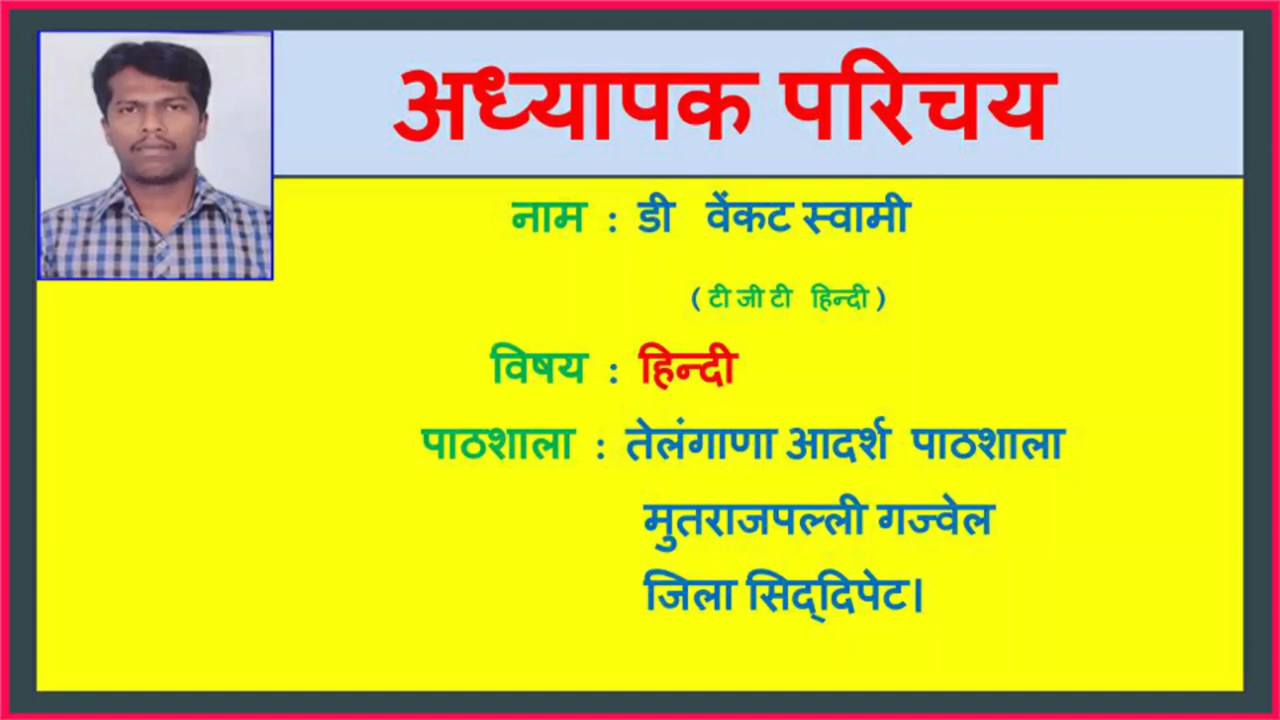 अध्यापक परिचय
नाम : डी वेंकट स्वामी
( टी जी टी हिन्दी )
विषय : हिन्दी
पाठशाला : तेलंगाणा आदर्श पाठशाला
मुतराजपल्ली गज्वेल
जिला सिद्‌दिपेट।